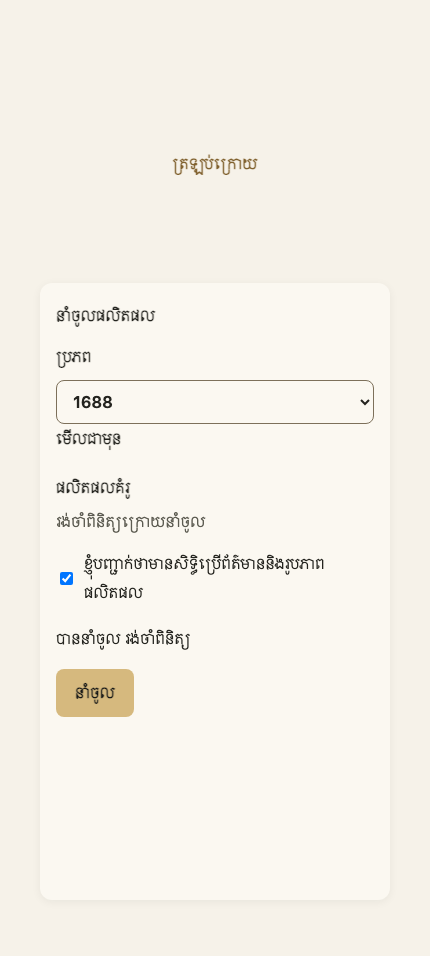 ត្រឡប់ក្រោយ
នាំចូលផលិតផល
ប្រភព
1688
មើលជាមុន
ផលិតផលគំរូ
រង់ចាំពិនិត្យក្រោយនាំចូល
ខ្ញុំបញ្ជាក់ថាមានសិទ្ធិប្រើព័ត៌មាននិងរូបភាព
ផលិតផល
បាននាំចូល រង់ចាំពិនិត្យ
នាំចូល